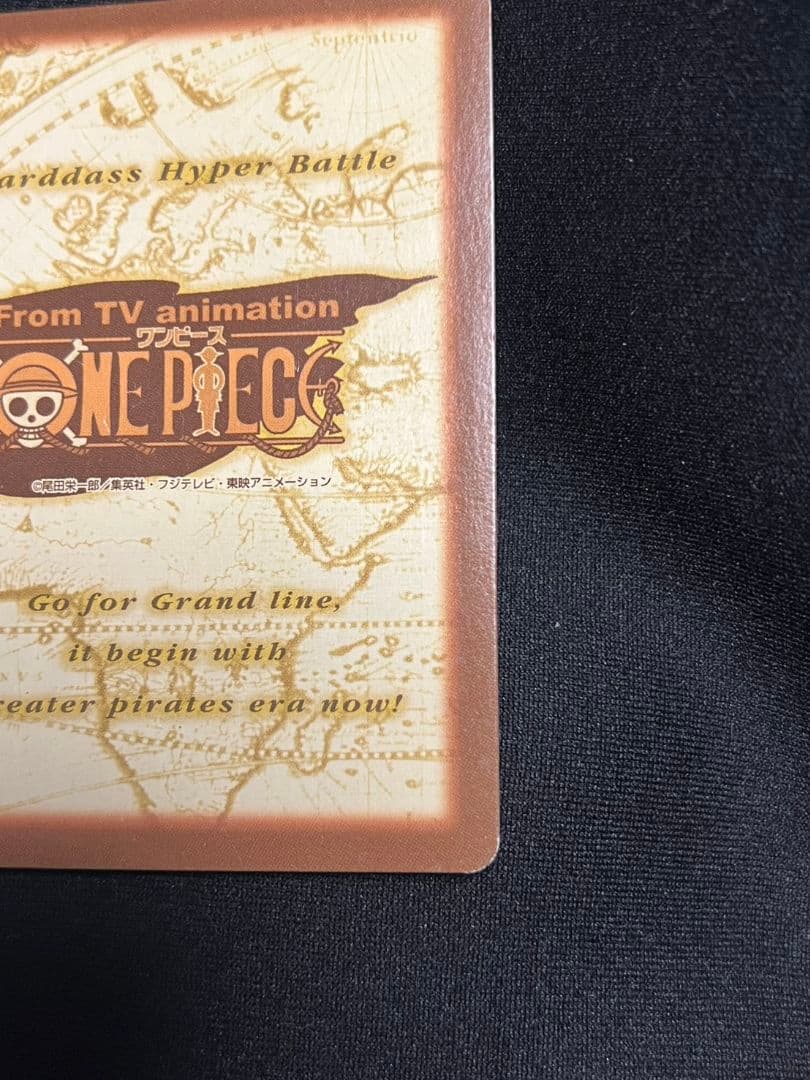 Septentrio
arddass Hyper Battle
From TV animation
ワンピース
ONE PIECE
©尾田栄一郎／集英社・フジテレビ・東映アニメーション
Go for Grand line,
it begin with
reater pirates era now!